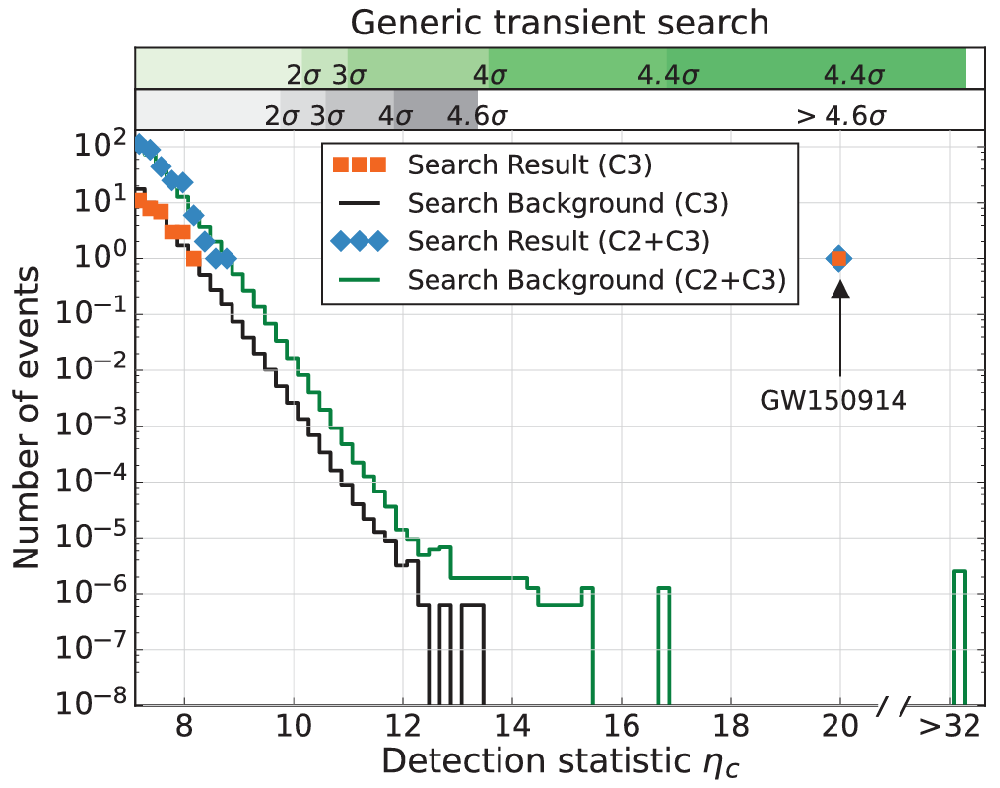 Generic transient search
2σ 3σ 4σ 4.4σ 4.4σ
2σ 3σ 4σ 4.6σ > 4.6σ
Search Result (C3)
Search Background (C3)
Search Result (C2+C3)
Search Background (C2+C3)
GW150914
Number of events
10²
10¹
10⁰
10⁻¹
10⁻²
10⁻³
10⁻⁴
10⁻⁵
10⁻⁶
10⁻⁷
10⁻⁸
8 10 12 14 16 18 20 >32
Detection statistic η_c